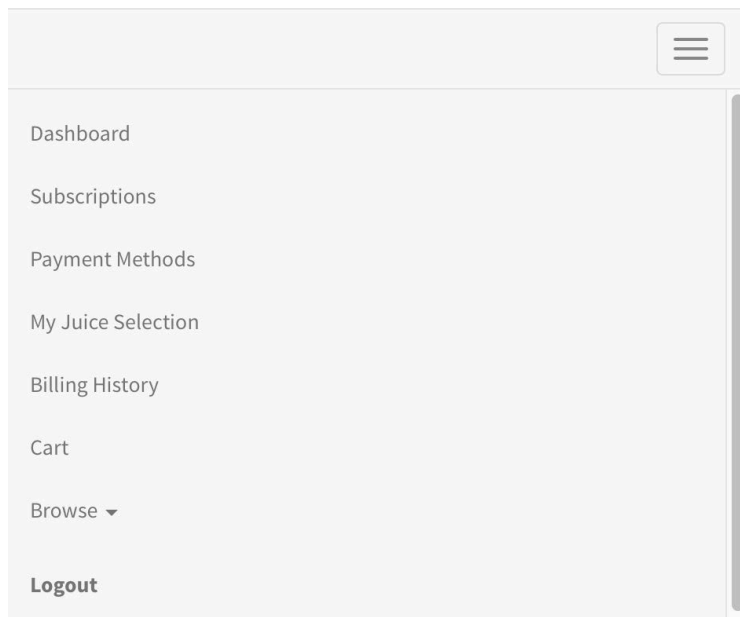 Dashboard
Subscriptions
Payment Methods
My Juice Selection
Billing History
Cart
Browse
Logout